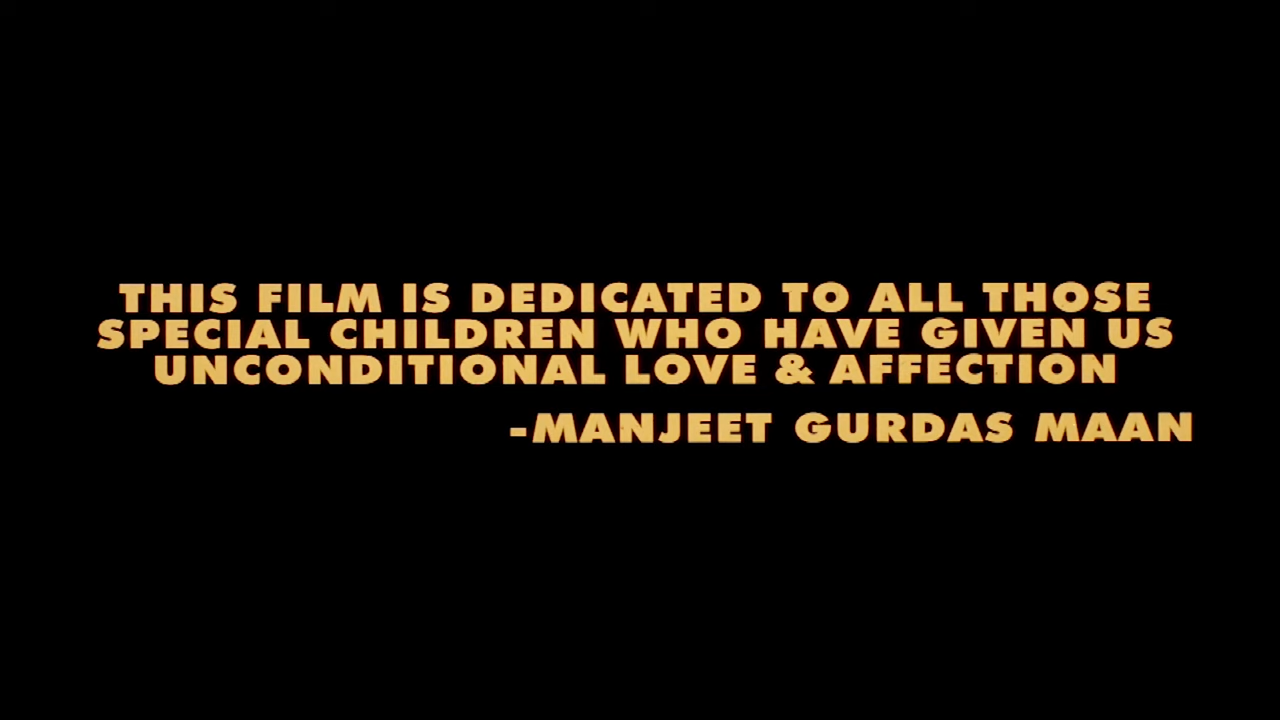 THIS FILM IS DEDICATED TO ALL THOSE
SPECIAL CHILDREN WHO HAVE GIVEN US
UNCONDITIONAL LOVE & AFFECTION
-MANJEET GURDAS MAAN